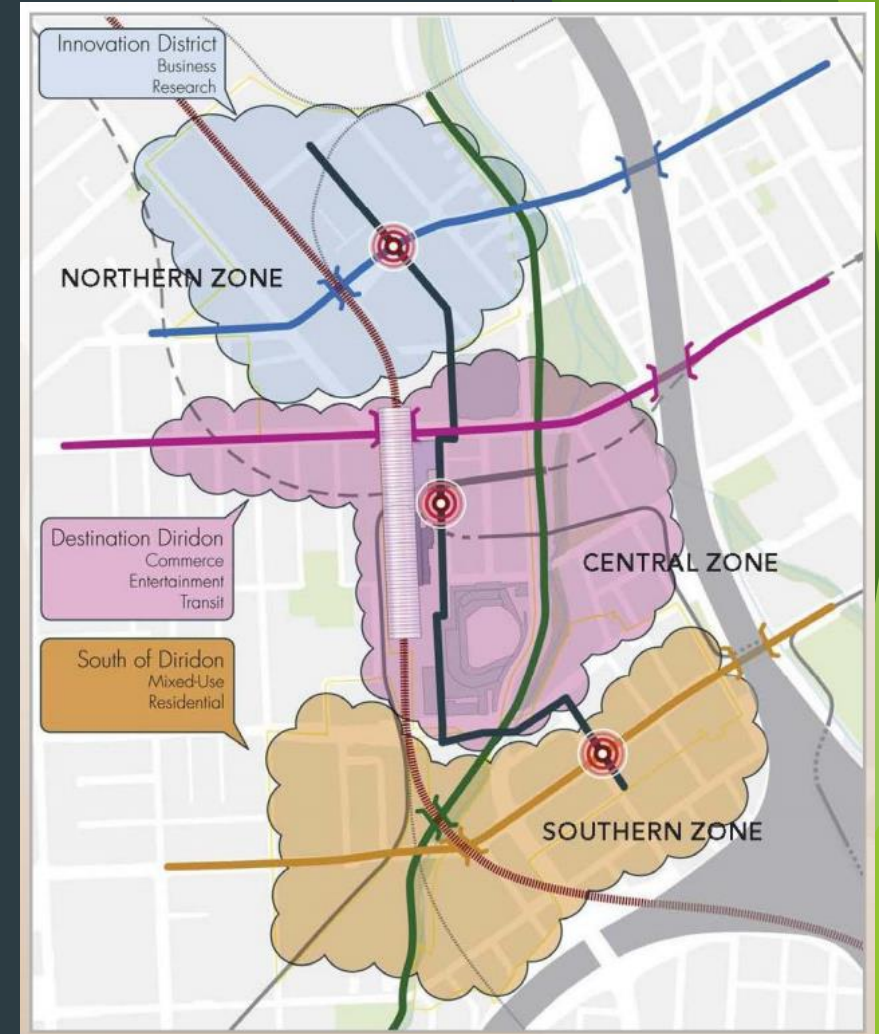 Innovation District
Business
Research
NORTHERN ZONE
Destination Diridon
Commerce
Entertainment
Transit
CENTRAL ZONE
South of Diridon
Mixed-Use
Residential
SOUTHERN ZONE